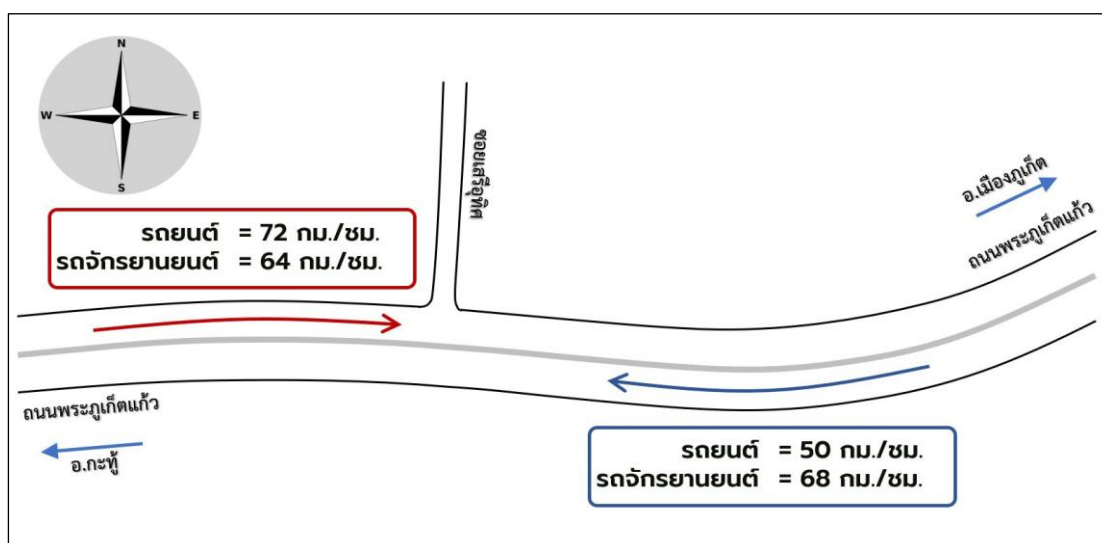 N
W
E
S
ซอยเสรีอุทิศ
อ.เมืองภูเก็ต
ถนนพระภูเก็ตแก้ว
รถยนต์ = 72 กม./ชม.
รถจักรยานยนต์ = 64 กม./ชม.
ถนนพระภูเก็ตแก้ว
อ.กะทู้
รถยนต์ = 50 กม./ชม.
รถจักรยานยนต์ = 68 กม./ชม.